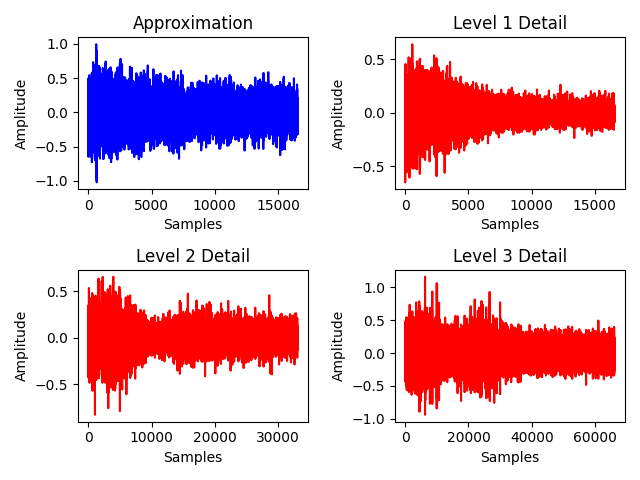 Approximation
Level 1 Detail
Amplitude
1.0
0.5
0.0
−0.5
−1.0
0 5000 10000 15000
Samples
Amplitude
0.5
0.0
−0.5
0 5000 10000 15000
Samples
Level 2 Detail
Level 3 Detail
Amplitude
0.5
0.0
−0.5
0 10000 20000 30000
Samples
Amplitude
1.0
0.5
0.0
−0.5
−1.0
0 20000 40000 60000
Samples